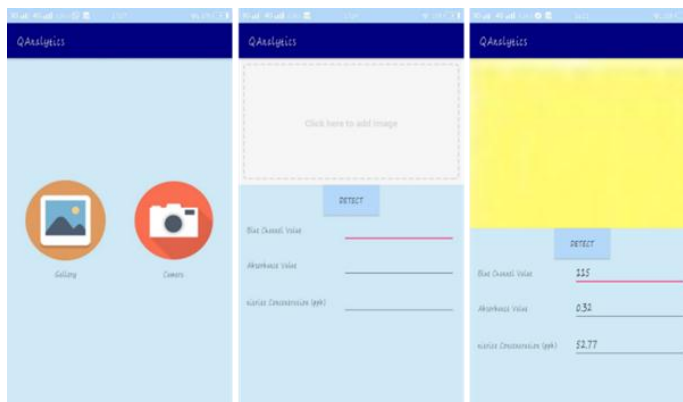 QAnalytics
Gallery
Camera
QAnalytics
Click here to add image
DETECT
Blue Channel Value
Absorbance Value
Concentration (ppb)
QAnalytics
DETECT
Blue Channel Value
115
Absorbance Value
0.32
Concentration (ppb)
52.77